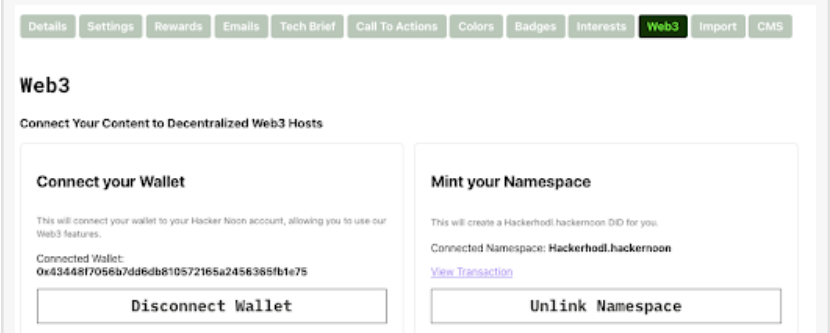 Details Settings Rewards Emails Tech Brief Call To Actions Colors Badges Interests Web3 Import CMS
Web3
Connect Your Content to Decentralized Web3 Hosts
Connect your Wallet
This will connect your wallet to your Hacker Noon account, allowing you to use our
Web3 features.
Connected Wallet:
0x43448f7056b7dd6db810572165a2456365fb1e75
Disconnect Wallet
Mint your Namespace
This will create a Hackerhodl.hackernoon DID for you.
Connected Namespace: Hackerhodl.hackernoon
View Transaction
Unlink Namespace